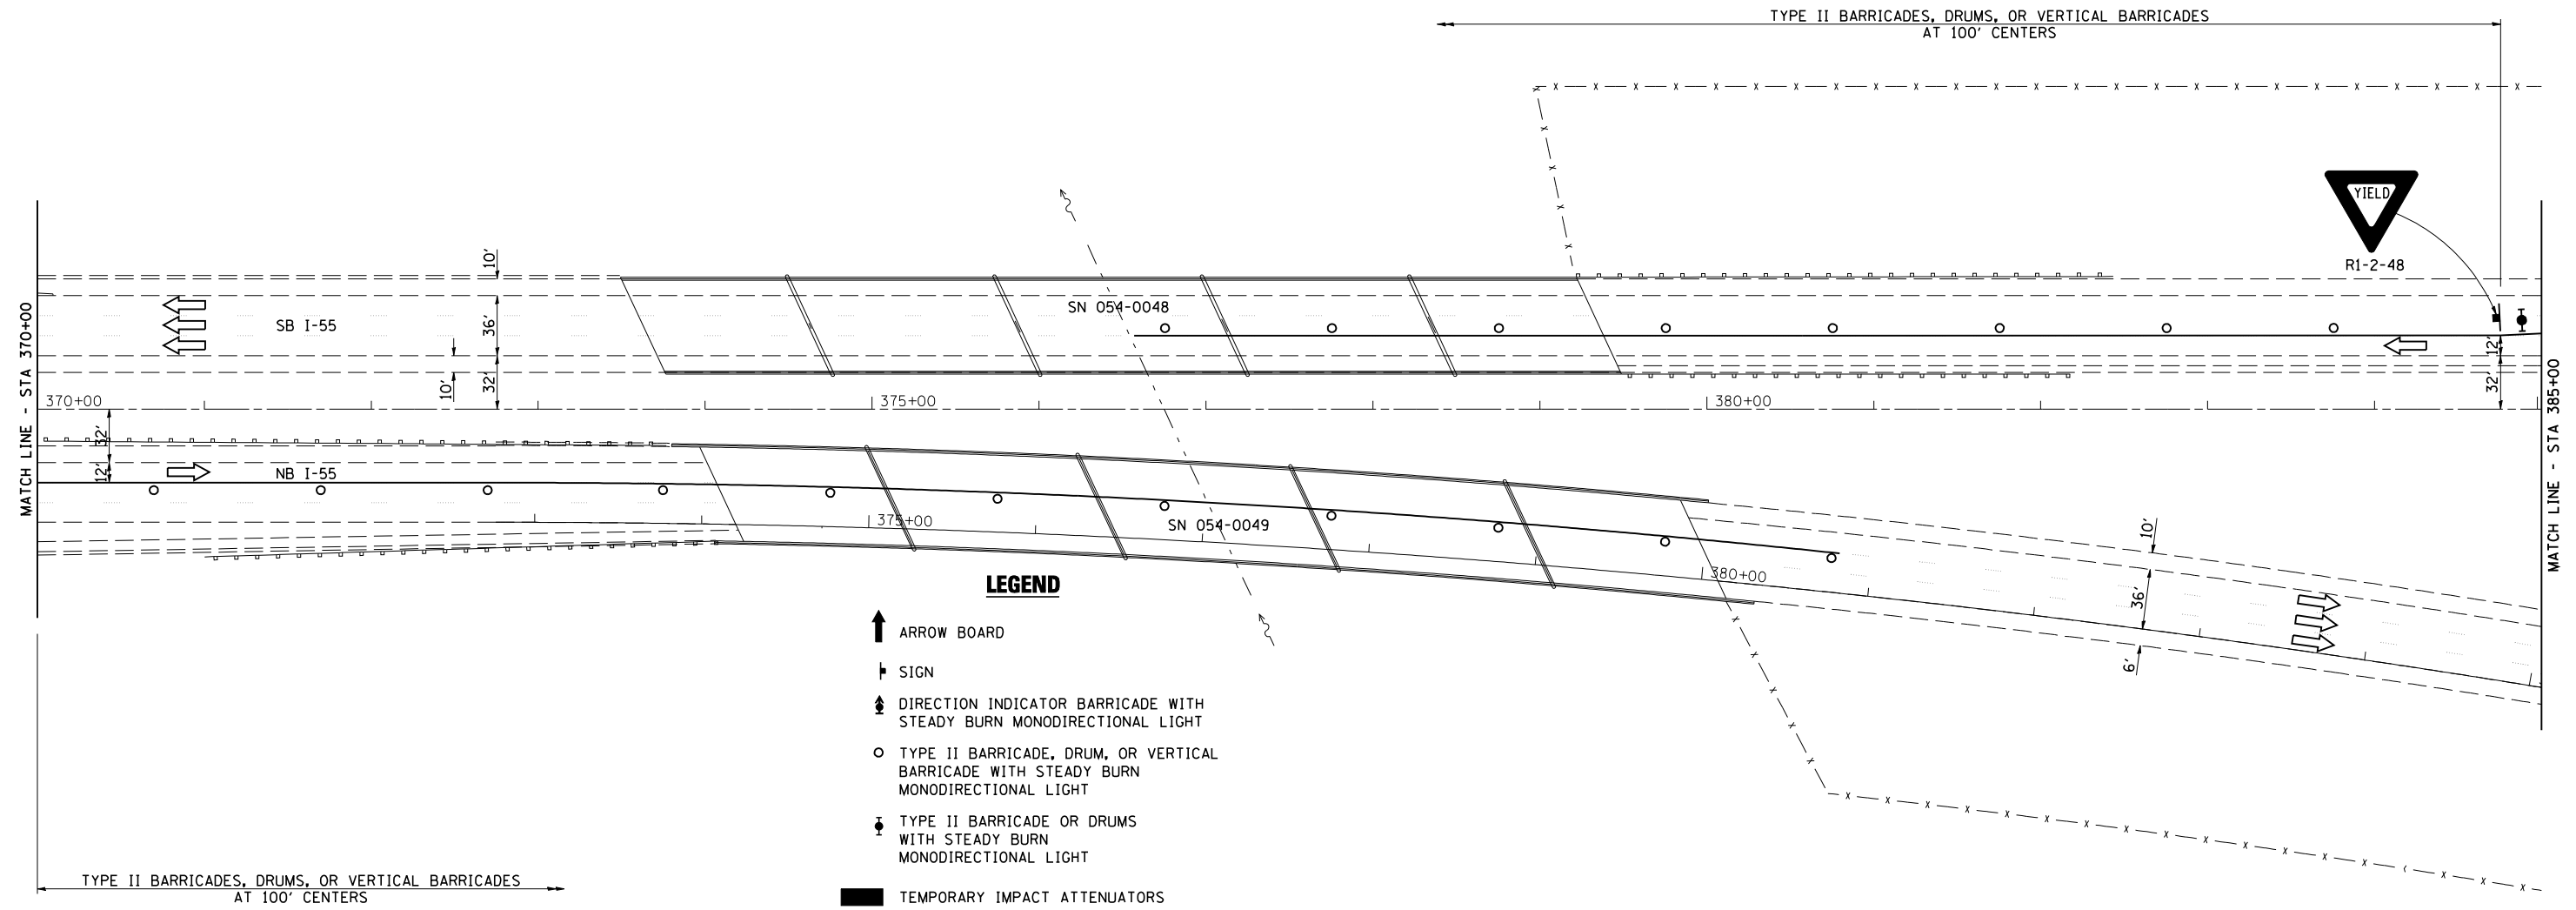 TYPE II BARRICADES, DRUMS, OR VERTICAL BARRICADES
AT 100' CENTERS
YIELD
R1-2-48
10'
SN 054-0048
SB I-55
36'
10'
32'
12'
32'
MATCH LINE - STA 370+00
MATCH LINE - STA 385+00
370+00
375+00
380+00
32'
12'
NB I-55
375+00
SN 054-0049
380+00
10'
36'
6'
LEGEND
ARROW BOARD
SIGN
DIRECTION INDICATOR BARRICADE WITH
STEADY BURN MONODIRECTIONAL LIGHT
TYPE II BARRICADE, DRUM, OR VERTICAL
BARRICADE WITH STEADY BURN
MONODIRECTIONAL LIGHT
TYPE II BARRICADE OR DRUMS
WITH STEADY BURN
MONODIRECTIONAL LIGHT
TEMPORARY IMPACT ATTENUATORS
TYPE II BARRICADES, DRUMS, OR VERTICAL BARRICADES
AT 100' CENTERS